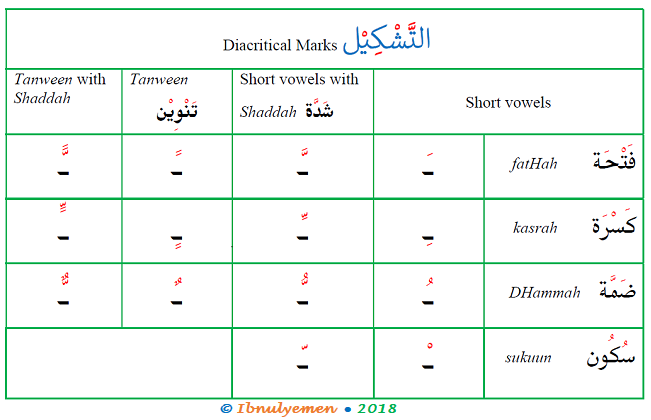 Diacritical Marks التَّشْكِيْل
Tanween with Shaddah
Tanween
تَنْوِيْن
Short vowels with
Shaddah شَدَّة
Short vowels
ـًّ ـً ـَّ ـَ fatHah فَتْحَة
ـٍّ ـٍ ـِّ ـِ kasrah كَسْرَة
ـٌّ ـٌ ـُّ ـُ DHammah ضَمَّة
ـّ ـْ sukuun سُكُون
© Ibnulyemen • 2018